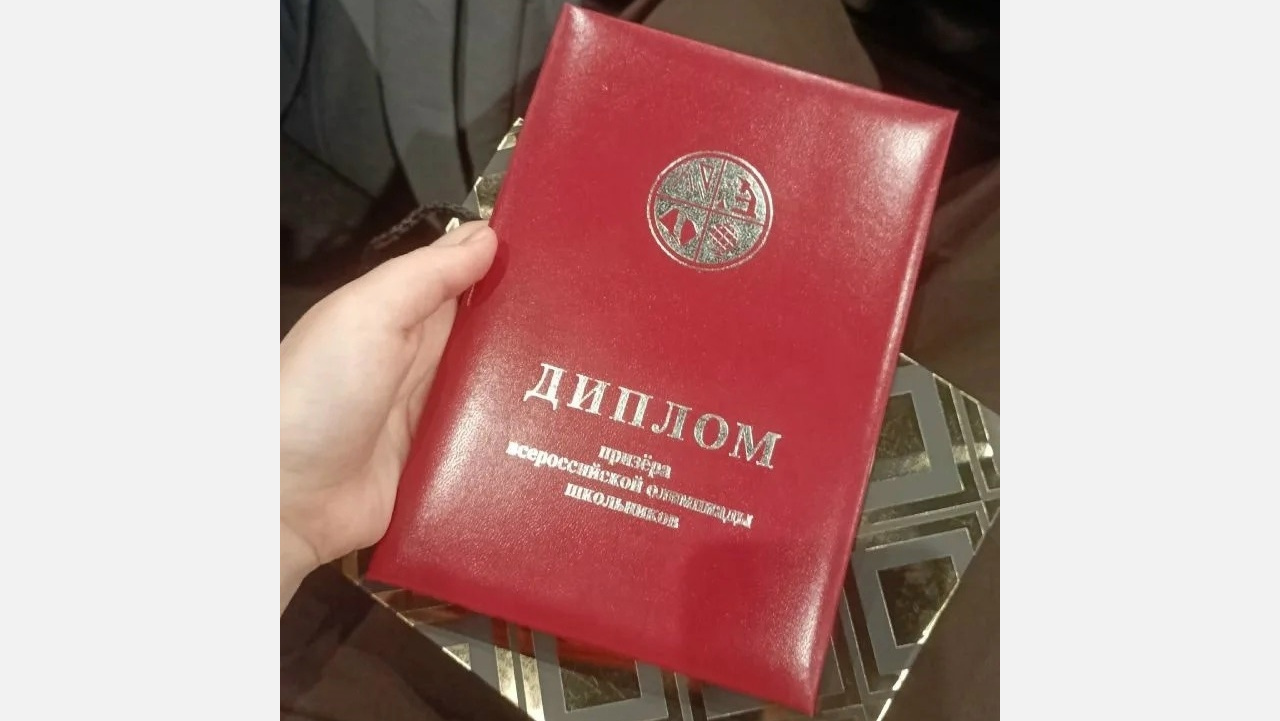 ДИПЛОМ
призёра
всероссийской олимпиады
школьников